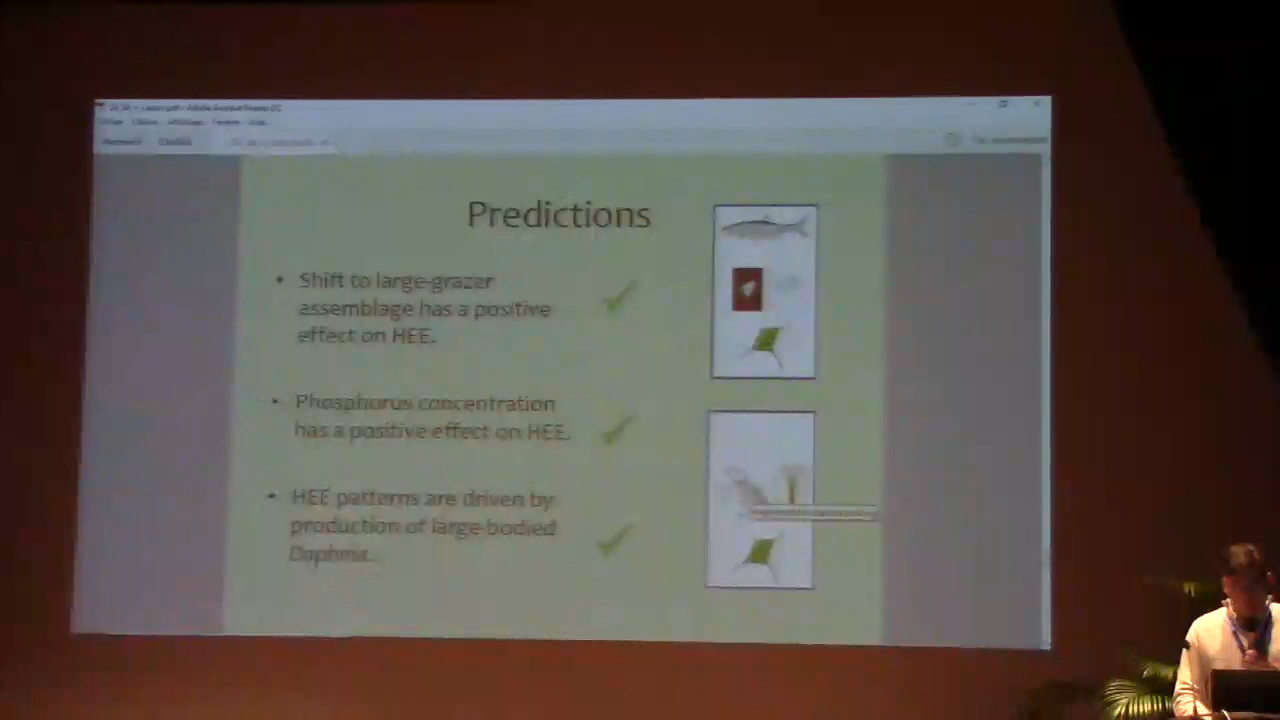 Predictions
• Shift to large-grazer
assemblage has a positive
effect on HEE.
• Phosphorus concentration
has a positive effect on HEE.
• HEE patterns are driven by
production of large-bodied
Daphnia.